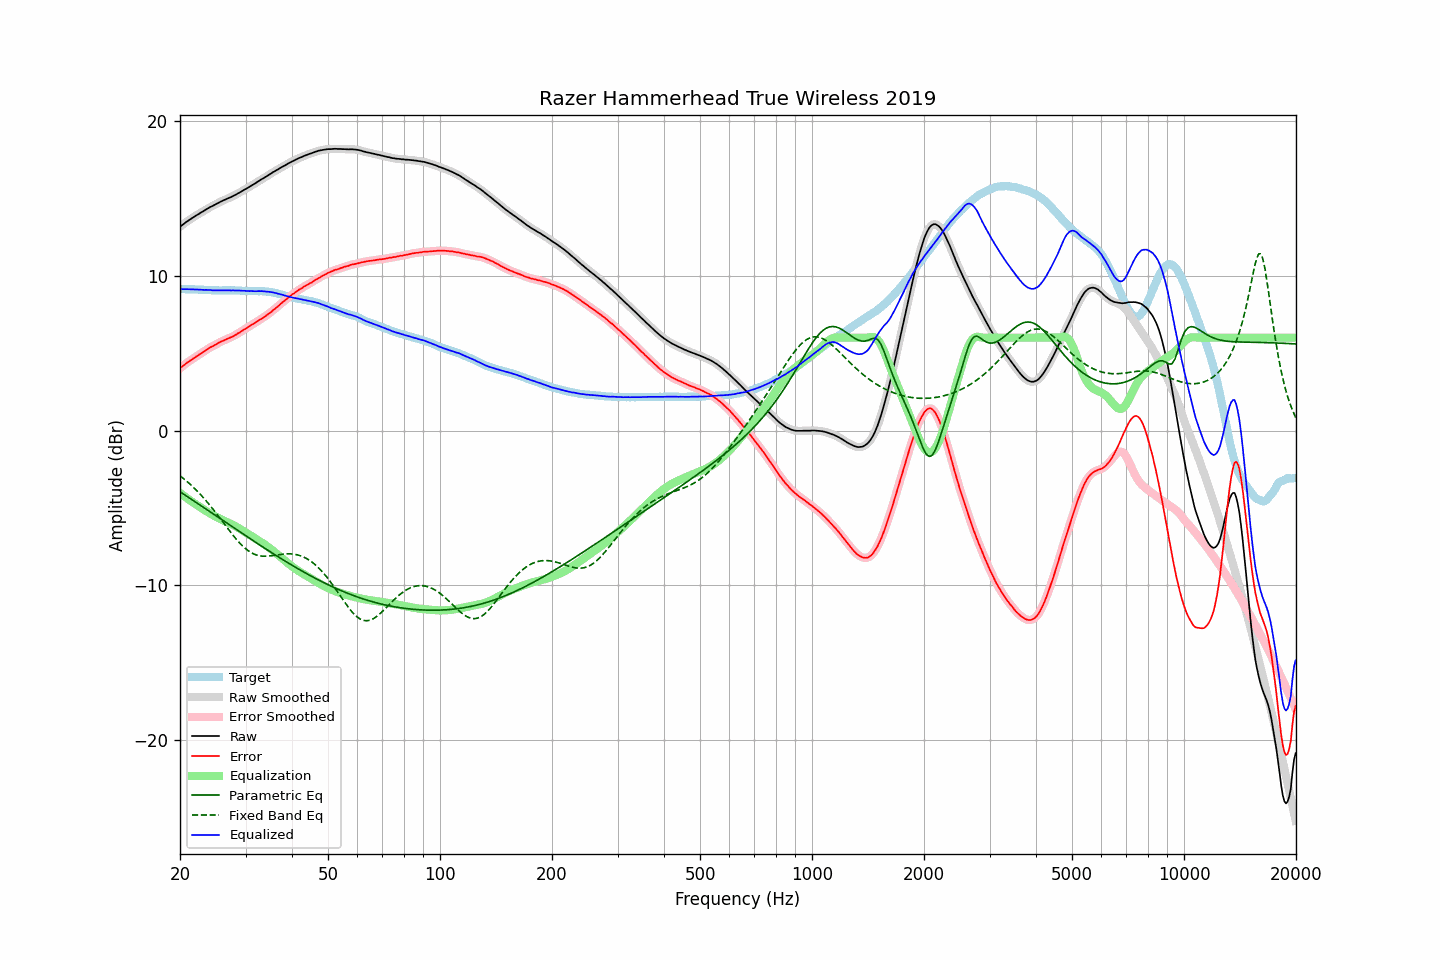 Razer Hammerhead True Wireless 2019
20
10
0
−10
−20
Amplitude (dBr)
Target
Raw Smoothed
Error Smoothed
Raw
Error
Equalization
Parametric Eq
Fixed Band Eq
Equalized
20 50 100 200 500 1000 2000 5000 10000 20000
Frequency (Hz)